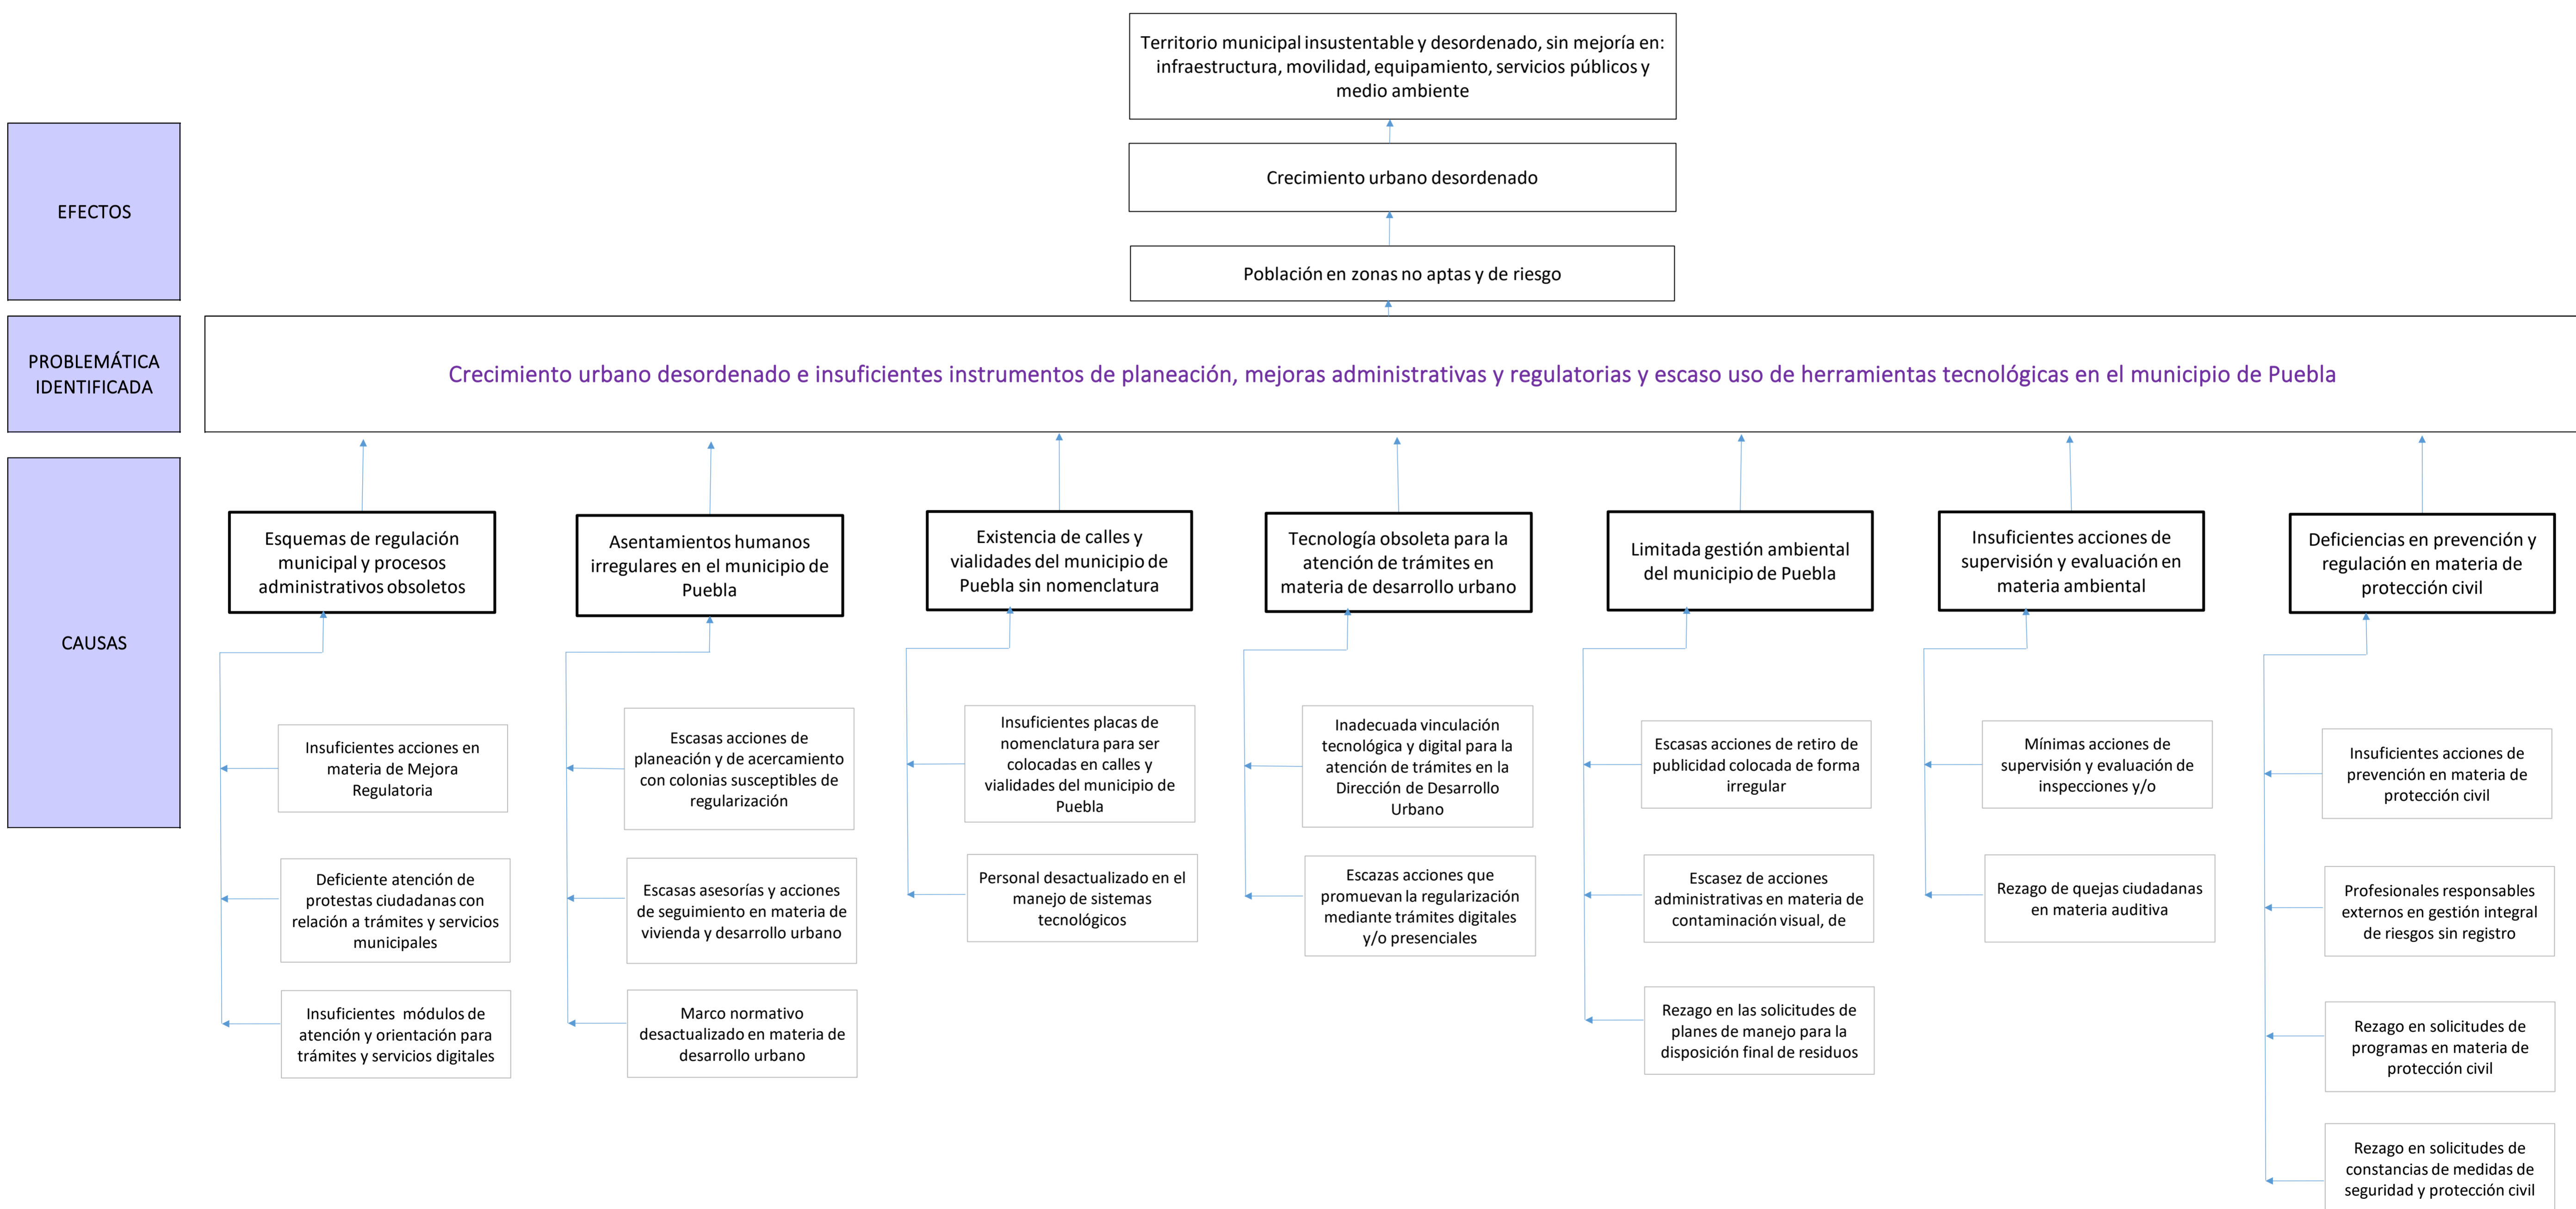 Territorio municipal insustentable y desordenado, sin mejoría en:
infraestructura, movilidad, equipamiento, servicios públicos y
medio ambiente
EFECTOS
Crecimiento urbano desordenado
Población en zonas no aptas y de riesgo
PROBLEMÁTICA
IDENTIFICADA
Crecimiento urbano desordenado e insuficientes instrumentos de planeación, mejoras administrativas y regulatorias y escaso uso de herramientas tecnológicas en el municipio de Puebla
CAUSAS
Esquemas de regulación
municipal y procesos
administrativos obsoletos
Asentamientos humanos
irregulares en el municipio de
Puebla
Existencia de calles y
vialidades del municipio de
Puebla sin nomenclatura
Tecnología obsoleta para la
atención de trámites en
materia de desarrollo urbano
Limitada gestión ambiental
del municipio de Puebla
Insuficientes acciones de
supervisión y evaluación en
materia ambiental
Deficiencias en prevención y
regulación en materia de
protección civil
Insuficientes acciones en
materia de Mejora
Regulatoria
Escasas acciones de
planeación y de acercamiento
con colonias susceptibles de
regularización
Insuficientes placas de
nomenclatura para ser
colocadas en calles y
vialidades del municipio de
Puebla
Inadecuada vinculación
tecnológica y digital para la
atención de trámites en la
Dirección de Desarrollo
Urbano
Escasas acciones de retiro de
publicidad colocada de forma
irregular
Mínimas acciones de
supervisión y evaluación de
inspecciones y/o
Insuficientes acciones de
prevención en materia de
protección civil
Deficiente atención de
protestas ciudadanas con
relación a trámites y servicios
municipales
Escasas asesorías y acciones
de seguimiento en materia de
vivienda y desarrollo urbano
Personal desactualizado en el
manejo de sistemas
tecnológicos
Escazas acciones que
promuevan la regularización
mediante trámites digitales
y/o presenciales
Escasez de acciones
administrativas en materia de
contaminación visual, de
Rezago de quejas ciudadanas
en materia auditiva
Profesionales responsables
externos en gestión integral
de riesgos sin registro
Insuficientes módulos de
atención y orientación para
trámites y servicios digitales
Marco normativo
desactualizado en materia de
desarrollo urbano
Rezago en las solicitudes de
planes de manejo para la
disposición final de residuos
Rezago en solicitudes de
programas en materia de
protección civil
Rezago en solicitudes de
constancias de medidas de
seguridad y protección civil